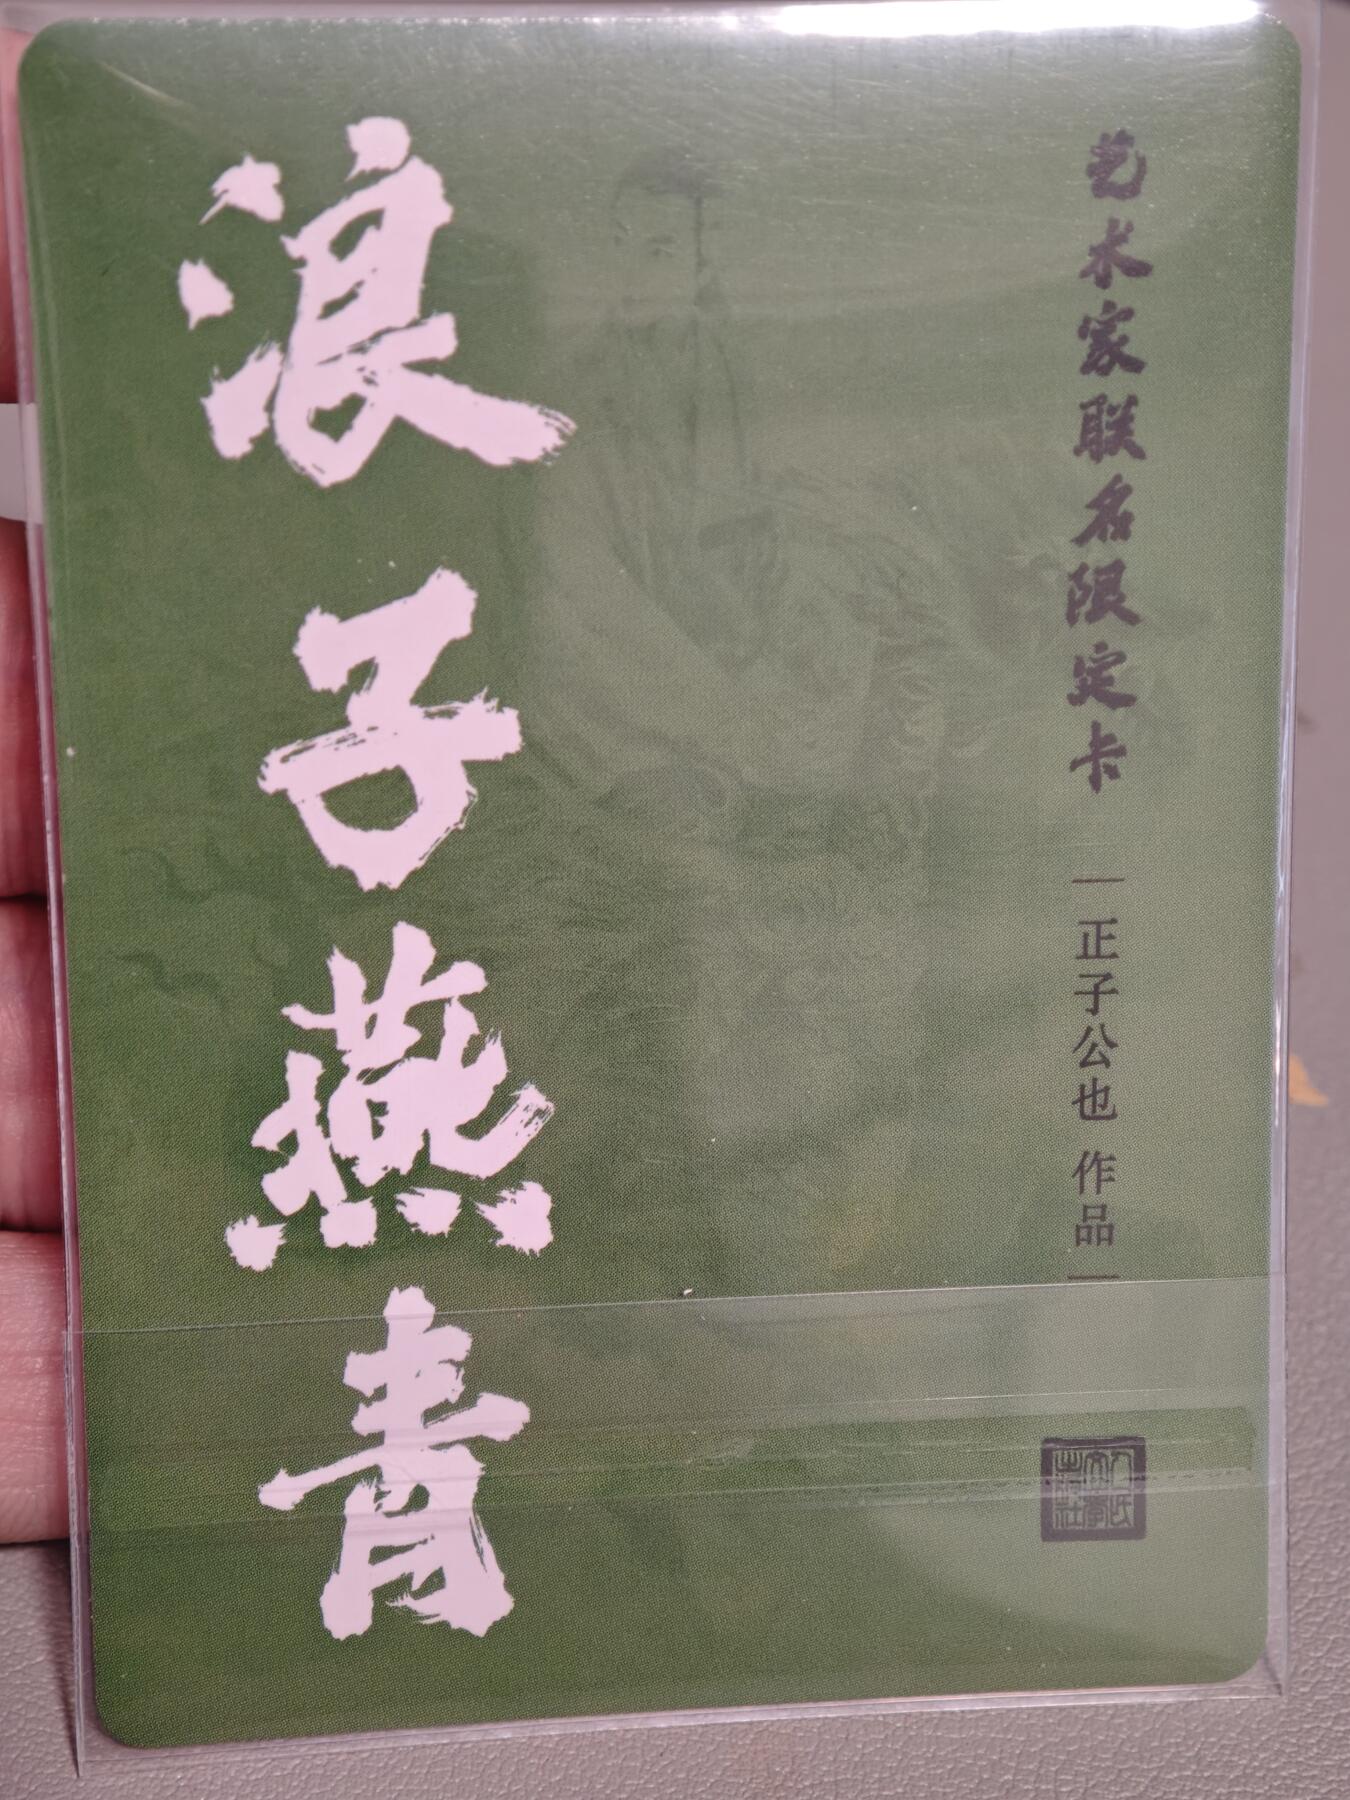 浪子燕青
艺术家联名限定卡
正子公也 作品